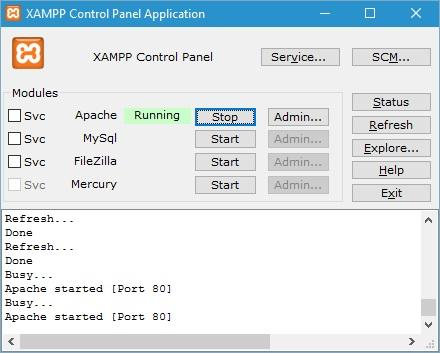 XAMPP Control Panel Application
XAMPP Control Panel
Service...
SCM...
Modules
Svc Apache Running Stop Admin...
Svc MySql Start Admin...
Svc FileZilla Start Admin...
Svc Mercury Start Admin...
Status
Refresh
Explore...
Help
Exit
Refresh...
Done
Refresh...
Done
Busy...
Apache started [Port 80]
Busy...
Apache started [Port 80]